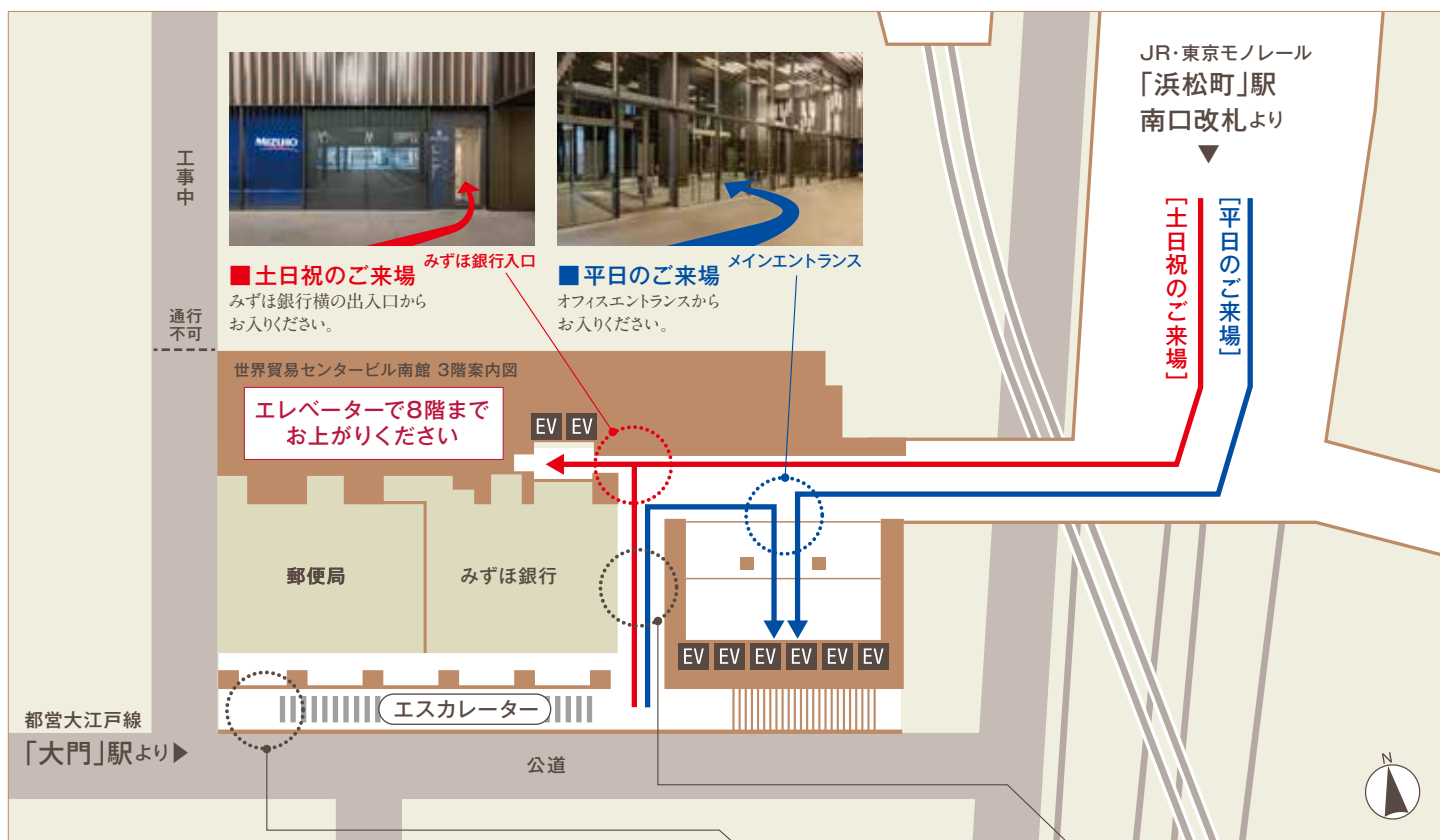 JR・東京モノレール
「浜松町」駅
南口改札より
▼
[土日祝のご来場]
[平日のご来場]
工事中
通行
不可
MIZUHO
みずほ銀行入口
■土日祝のご来場
みずほ銀行横の出入口から
お入りください。
メインエントランス
■平日のご来場
オフィスエントランスから
お入りください。
世界貿易センタービル南館 3階案内図
エレベーターで8階まで
お上がりください
EV EV
郵便局
みずほ銀行
EV EV EV EV EV EV
エスカレーター
都営大江戸線
「大門」駅より▶
公道
N